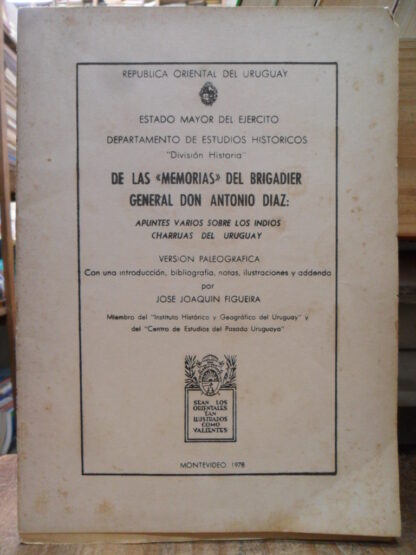 REPUBLICA ORIENTAL DEL URUGUAY
ESTADO MAYOR DEL EJERCITO
DEPARTAMENTO DE ESTUDIOS HISTORICOS
"División Historia"
DE LAS «MEMORIAS» DEL BRIGADIER
GENERAL DON ANTONIO DIAZ:
APUNTES VARIOS SOBRE LOS INDIOS
CHARRUAS DEL URUGUAY
VERSION PALEOGRAFICA
Con una introducción, bibliografía, notas, ilustraciones y addenda
por
JOSE JOAQUIN FIGUEIRA
Miembro del "Instituto Histórico y Geográfico del Uruguay" y
del "Centro de Estudios del Pasado Uruguayo"
SEAN LOS
ORIENTALES
TAN
ILUSTRADOS
COMO
VALIENTES
MONTEVIDEO 1978